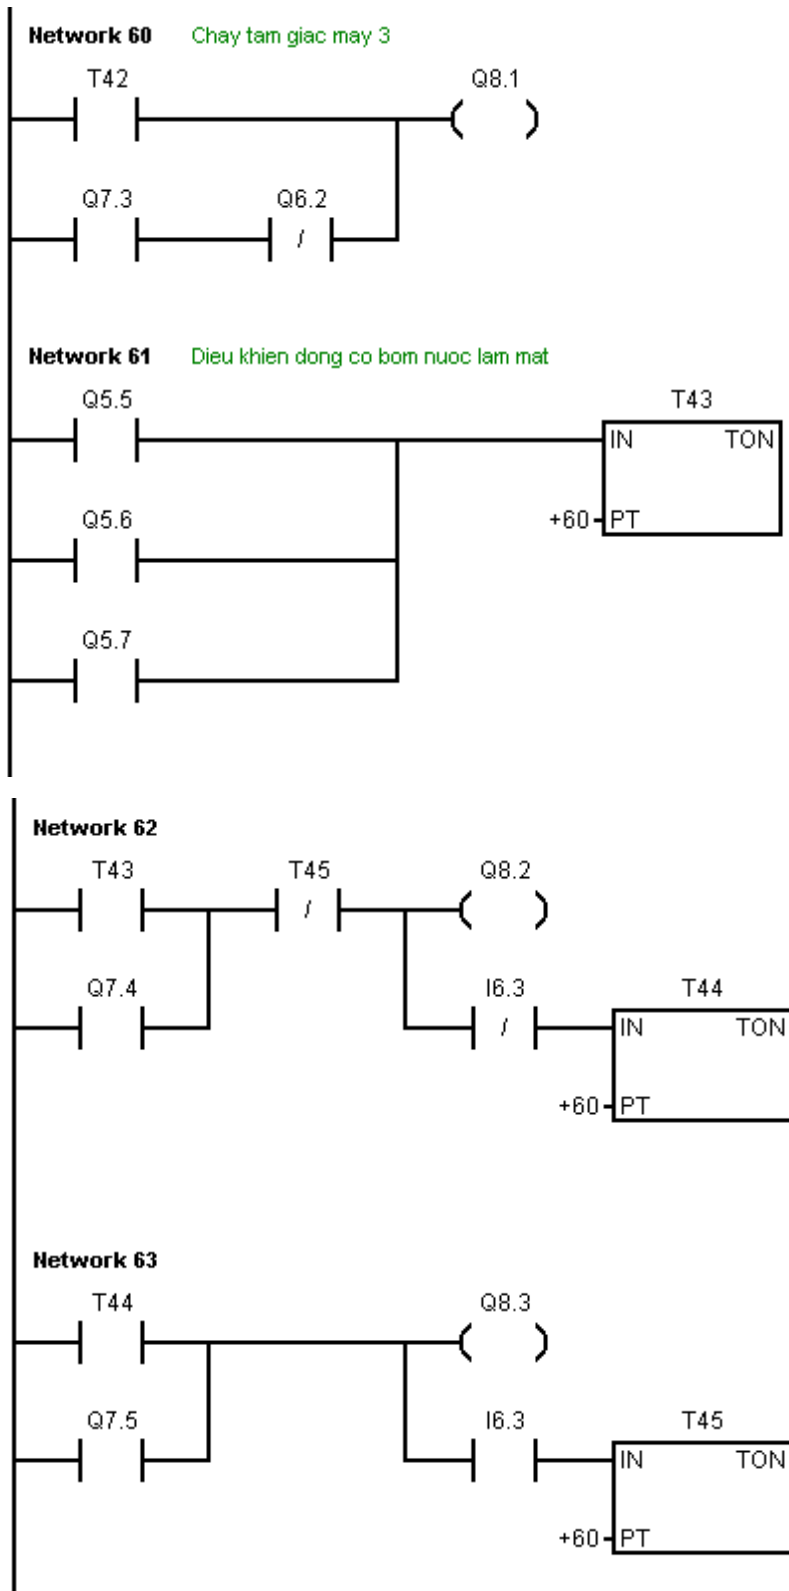 Network 60 Chay tam giac may 3
T42 Q8.1
Q7.3 Q6.2
/
Network 61 Dieu khien dong co bom nuoc lam mat
Q5.5 T43
IN TON
Q5.6
+60 PT
Q5.7
Network 62
T43 T45 Q8.2
/
Q7.4 I6.3 T44
/ IN TON
+60 PT
Network 63
T44 Q8.3
Q7.5 I6.3 T45
IN TON
+60 PT